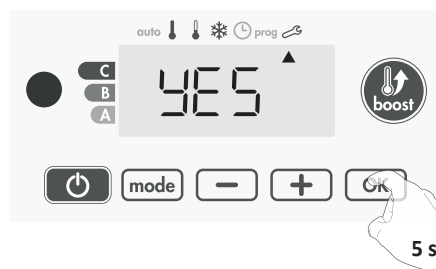 auto prog
C
B
A
YES
boost
mode - + OK
5 s